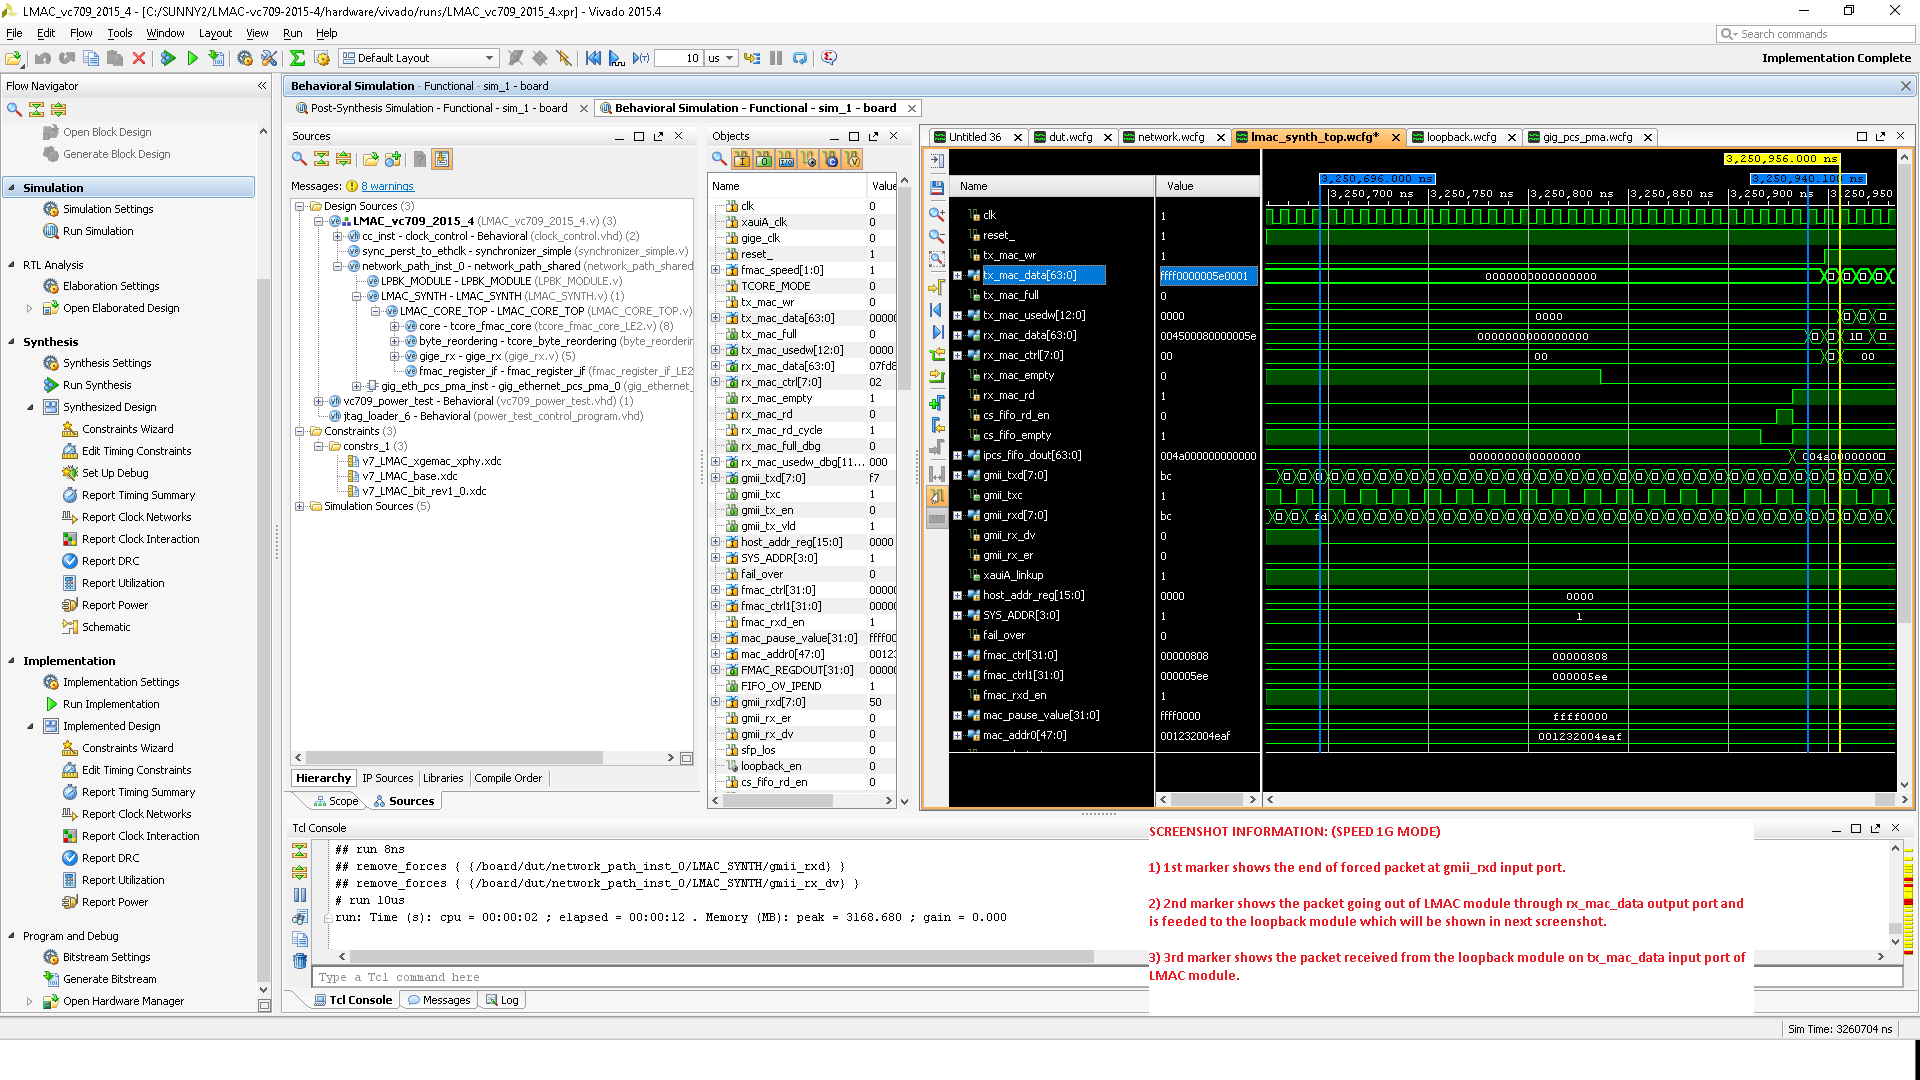 LMAC_vc709_2015_4 - [C:/SUNNY2/LMAC-vc709-2015-4/hardware/vivado/runs/LMAC_vc709_2015_4.xpr] - Vivado 2015.4
File Edit Flow Tools Window Layout View Run Help
Search commands
Default Layout
10 us
Implementation Complete
Flow Navigator
Open Block Design
Generate Block Design
Simulation
Simulation Settings
Run Simulation
RTL Analysis
Elaboration Settings
Open Elaborated Design
Synthesis
Synthesis Settings
Run Synthesis
Synthesized Design
Constraints Wizard
Edit Timing Constraints
Set Up Debug
Report Timing Summary
Report Clock Networks
Report Clock Interaction
Report DRC
Report Utilization
Report Power
Schematic
Implementation
Implementation Settings
Run Implementation
Implemented Design
Constraints Wizard
Edit Timing Constraints
Report Timing Summary
Report Clock Networks
Report Clock Interaction
Report DRC
Report Utilization
Report Power
Program and Debug
Bitstream Settings
Generate Bitstream
Open Hardware Manager
Behavioral Simulation - Functional - sim_1 - board
Post-Synthesis Simulation - Functional - sim_1 - board
Behavioral Simulation - Functional - sim_1 - board
Sources
Messages: 8 warnings
Design Sources (3)
LMAC_vc709_2015_4 (LMAC_vc709_2015_4.v) (3)
cc_inst - clock_control - Behavioral (clock_control.vhd) (2)
sync_perst_to_ethclk - synchronizer_simple (synchronizer_simple.v)
network_path_inst_0 - network_path_shared (network_path_shared
LPBK_MODULE - LPBK_MODULE (LPBK_MODULE.v)
LMAC_SYNTH - LMAC_SYNTH (LMAC_SYNTH.v) (1)
LMAC_CORE_TOP - LMAC_CORE_TOP (LMAC_CORE_TOP.v)
core - tcore_fmac_core (tcore_fmac_core_LE2.v) (8)
byte_reordering - tcore_byte_reordering (byte_reorderin
gige_rx - gige_rx (gige_rx.v) (5)
fmac_register_if - fmac_register_if (fmac_register_if_LE2
gig_eth_pcs_pma_inst - gig_ethernet_pcs_pma_0 (gig_ethernet_
vc709_power_test - Behavioral (vc709_power_test.vhd) (1)
jtag_loader_6 - Behavioral (power_test_control_program.vhd)
Constraints (3)
constrs_1 (3)
v7_LMAC_xgemac_xphy.xdc
v7_LMAC_base.xdc
v7_LMAC_bit_rev1_0.xdc
Simulation Sources (5)
Hierarchy IP Sources Libraries Compile Order
Scope Sources
Objects
Name Value
clk 0
xauiA_clk 0
gige_clk 0
reset_ 1
fmac_speed[1:0] 1
TCORE_MODE 0
tx_mac_wr 0
tx_mac_data[63:0] 00000
tx_mac_full 0
tx_mac_usedw[12:0] 0000
rx_mac_data[63:0] 07fd8
rx_mac_ctrl[7:0] 02
rx_mac_empty 1
rx_mac_rd 0
rx_mac_rd_cycle 1
rx_mac_full_dbg 0
rx_mac_usedw_dbg[11... 000
gmii_txd[7:0] f7
gmii_txc 1
gmii_tx_en 0
gmii_tx_vld 1
host_addr_reg[15:0] 0000
SYS_ADDR[3:0] 1
fail_over 0
fmac_ctrl[31:0] 00000
fmac_ctrl1[31:0] 00000
fmac_rxd_en 1
mac_pause_value[31:0] ffff00
mac_addr0[47:0] 00123
FMAC_REGDOUT[31:0] 00000
FIFO_OV_IPEND 1
gmii_rxd[7:0] 50
gmii_rx_er 0
gmii_rx_dv 0
sfp_los 0
loopback_en 0
cs_fifo_rd_en 0
Untitled 36 dut.wcfg network.wcfg lmac_synth_top.wcfg* loopback.wcfg gig_pcs_pma.wcfg
3,250,956.000 ns
3,250,696.000 ns 3,250,940.100 ns
Name Value 3,250,700 ns 3,250,750 ns 3,250,800 ns 3,250,850 ns 3,250,900 ns 3,250,950
clk 1
reset_ 1
tx_mac_wr 1
tx_mac_data[63:0] ffff0000005e0001 0000000000000000
tx_mac_full 0
tx_mac_usedw[12:0] 0000 0000
rx_mac_data[63:0] 004500080000005e 0000000000000000
rx_mac_ctrl[7:0] 00 00 00
rx_mac_empty 0
rx_mac_rd 1
cs_fifo_rd_en 0
cs_fifo_empty 1
ipcs_fifo_dout[63:0] 004a000000000000 0000000000000000
gmii_txd[7:0] bc
gmii_txc 1
gmii_rxd[7:0] bc fd
gmii_rx_dv 0
gmii_rx_er 0
xauiA_linkup 1
host_addr_reg[15:0] 0000 0000
SYS_ADDR[3:0] 1 1
fail_over 0
fmac_ctrl[31:0] 00000808 00000808
fmac_ctrl1[31:0] 000005ee 000005ee
fmac_rxd_en 1
mac_pause_value[31:0] ffff0000 ffff0000
mac_addr0[47:0] 001232004eaf 001232004eaf
Tcl Console
## run 8ns
## remove_forces { {/board/dut/network_path_inst_0/LMAC_SYNTH/gmii_rxd} }
## remove_forces { {/board/dut/network_path_inst_0/LMAC_SYNTH/gmii_rx_dv} }
# run 10us
run: Time (s): cpu = 00:00:02 ; elapsed = 00:00:12 . Memory (MB): peak = 3168.680 ; gain = 0.000
Type a Tcl command here
Tcl Console Messages Log
SCREENSHOT INFORMATION: (SPEED 1G MODE)
1) 1st marker shows the end of forced packet at gmii_rxd input port.
2) 2nd marker shows the packet going out of LMAC module through rx_mac_data output port and
is feeded to the loopback module which will be shown in next screenshot.
3) 3rd marker shows the packet received from the loopback module on tx_mac_data input port of
LMAC module.
Sim Time: 3260704 ns